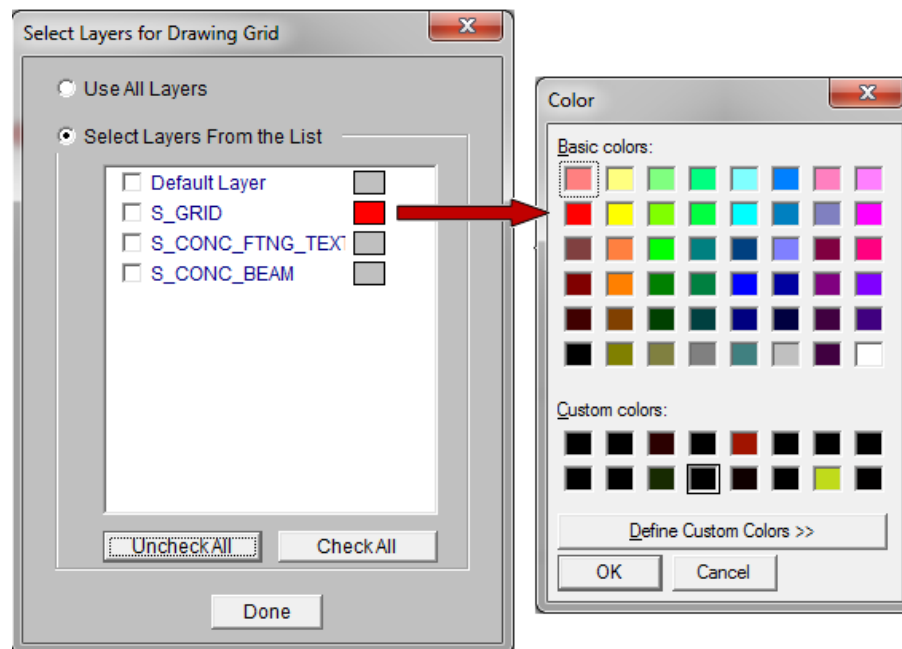 Select Layers for Drawing Grid
Use All Layers
Select Layers From the List
Default Layer
S_GRID
S_CONC_FTNG_TEXT
S_CONC_BEAM
Uncheck All
Check All
Done
Color
Basic colors:
Custom colors:
Define Custom Colors >>
OK
Cancel